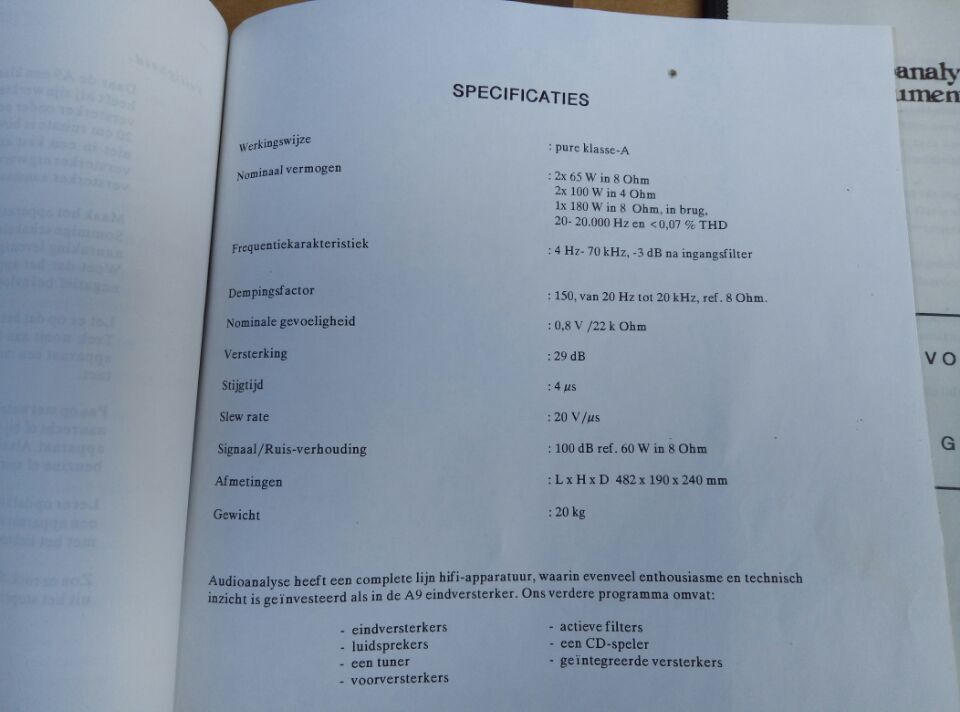 SPECIFICATIES
Werkingswijze : pure klasse-A
Nominaal vermogen : 2x 65 W in 8 Ohm
2x 100 W in 4 Ohm
1x 180 W in 8 Ohm, in brug,
20- 20.000 Hz en <0,07 % THD
Frequentiekarakteristiek : 4 Hz- 70 kHz, -3 dB na ingangsfilter
Dempingsfactor : 150, van 20 Hz tot 20 kHz, ref. 8 Ohm.
Nominale gevoeligheid : 0,8 V /22 k Ohm
Versterking : 29 dB
Stijgtijd : 4 µs
Slew rate : 20 V/µs
Signaal/Ruis-verhouding : 100 dB ref. 60 W in 8 Ohm
Afmetingen : L x H x D 482 x 190 x 240 mm
Gewicht : 20 kg
Audioanalyse heeft een complete lijn hifi-apparatuur, waarin evenveel enthousiasme en technisch
inzicht is geïnvesteerd als in de A9 eindversterker. Ons verdere programma omvat:
- eindversterkers
- luidsprekers
- een tuner
- voorversterkers
- actieve filters
- een CD-speler
- geïntegreerde versterkers
analy
umen
VO
G